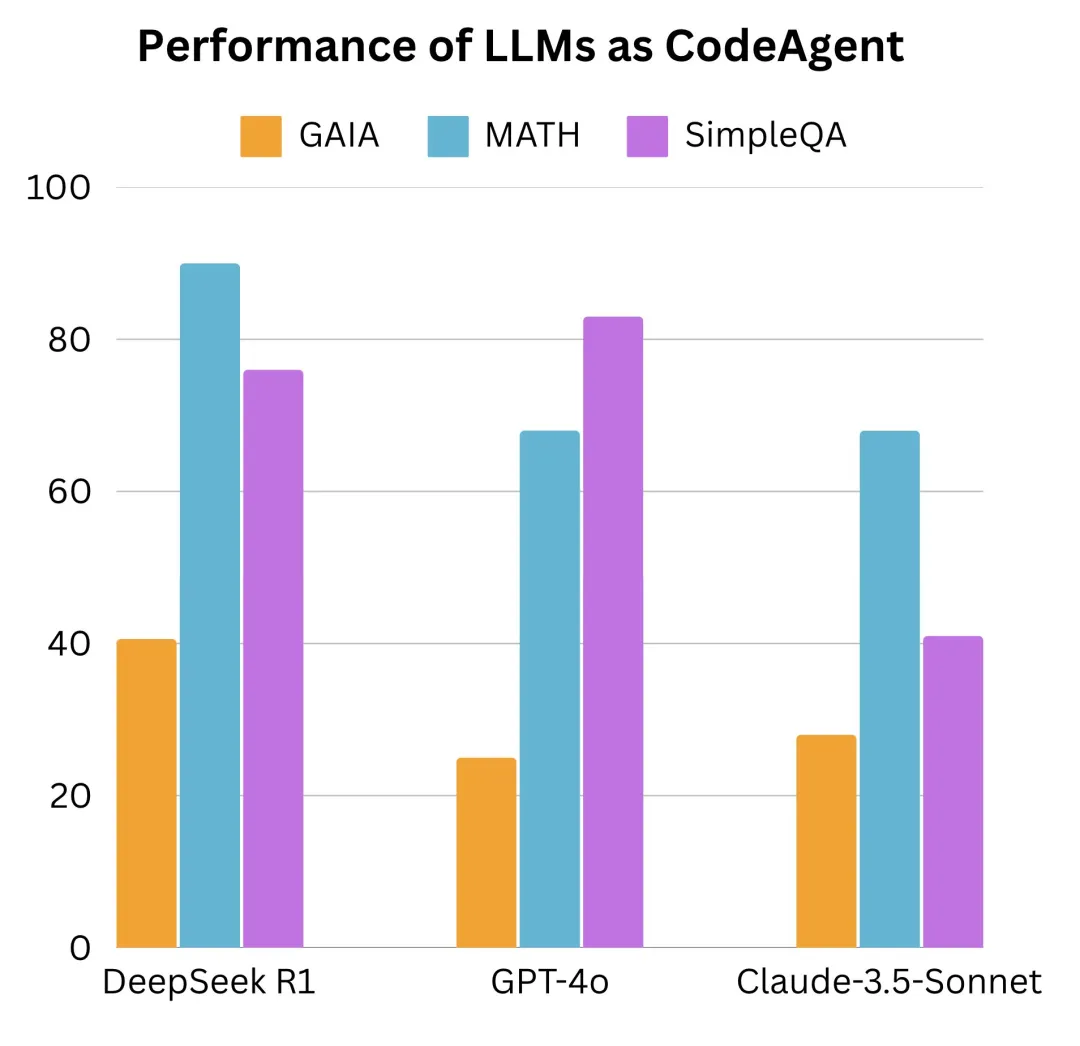 Performance of LLMs as CodeAgent
GAIA MATH SimpleQA
100
80
60
40
20
0
DeepSeek R1 GPT-4o Claude-3.5-Sonnet